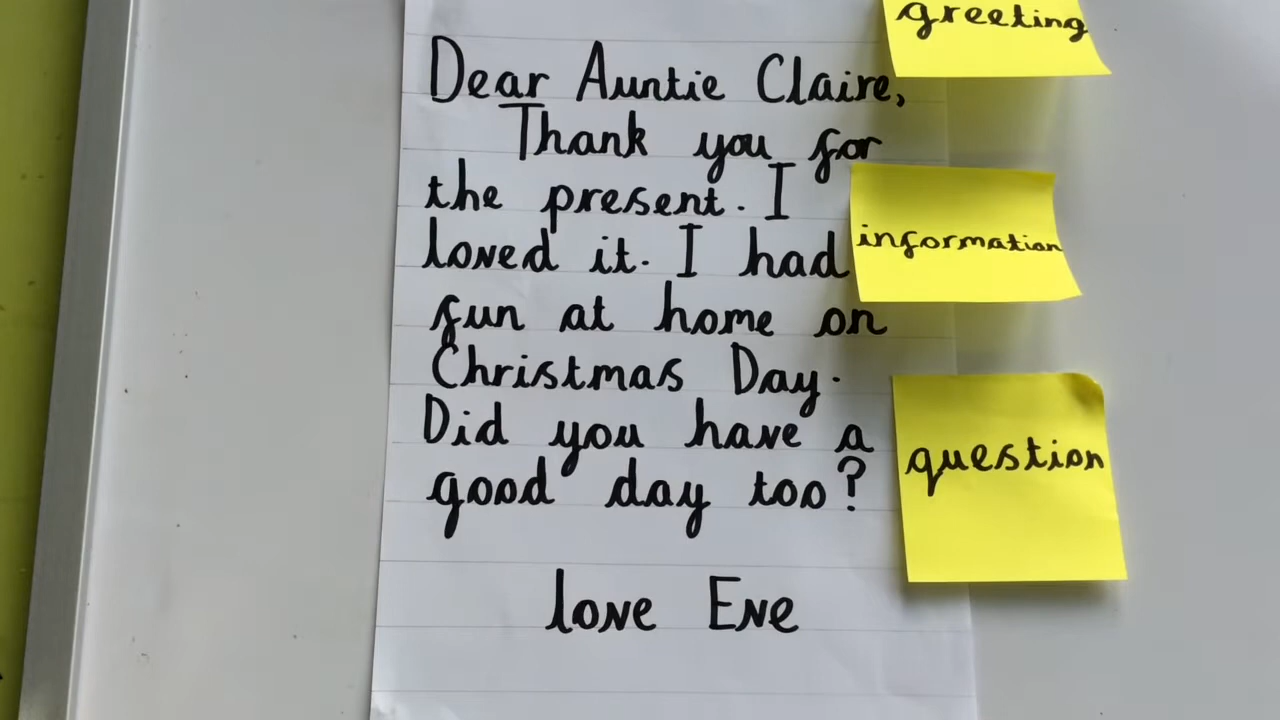 greeting
Dear Auntie Claire,
Thank you for
the present. I
loved it. I had
information
fun at home on
Christmas Day.
Did you have a
question
good day too?
love Eve